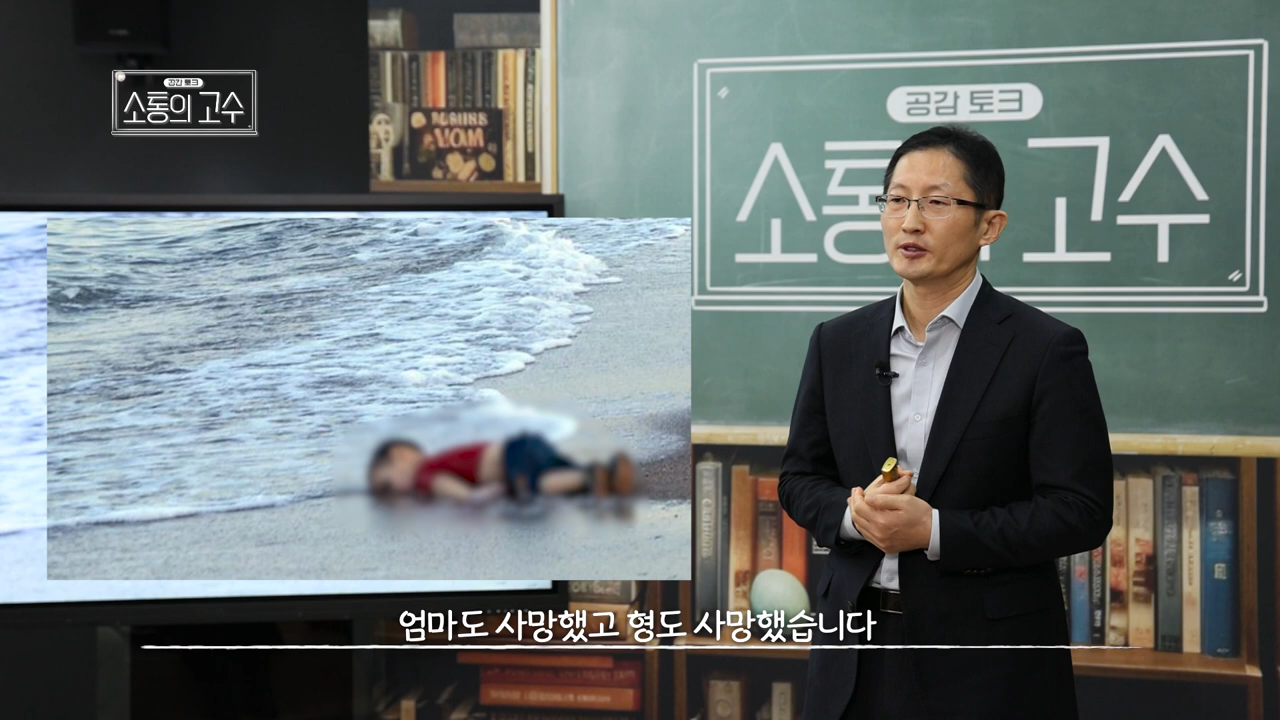 공감 토크
소통의 고수
공감 토크
소통의 고수
엄마도 사망했고 형도 사망했습니다